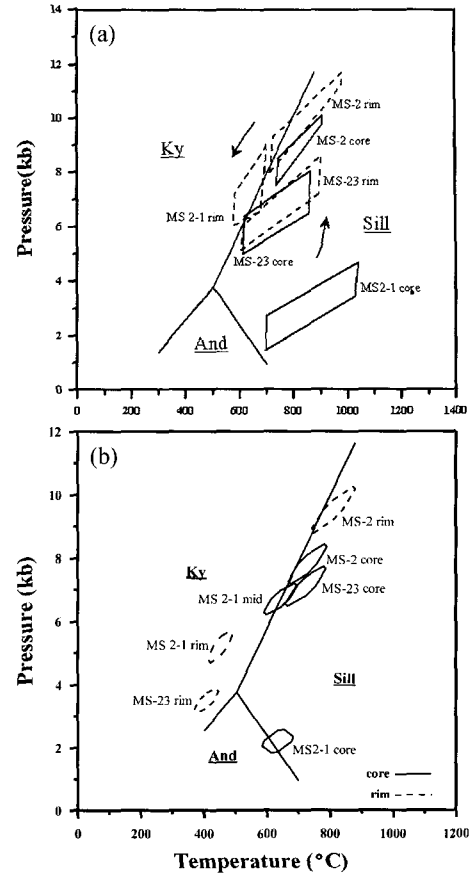 (a)
Pressure(kb)
14
12
10
8
6
4
2
0
Ky
Sill
And
MS-2 rim
MS-2 core
MS-23 rim
MS 2-1 rim
MS-23 core
MS2-1 core
0 200 400 600 800 1000 1200 1400
(b)
Pressure (kb)
12
10
8
6
4
2
0
MS-2 rim
Ky
MS-2 core
MS-23 core
MS 2-1 mid
MS 2-1 rim
MS-23 rim
Sill
And
MS2-1 core
core
rim
0 200 400 600 800 1000 1200
Temperature (°C)